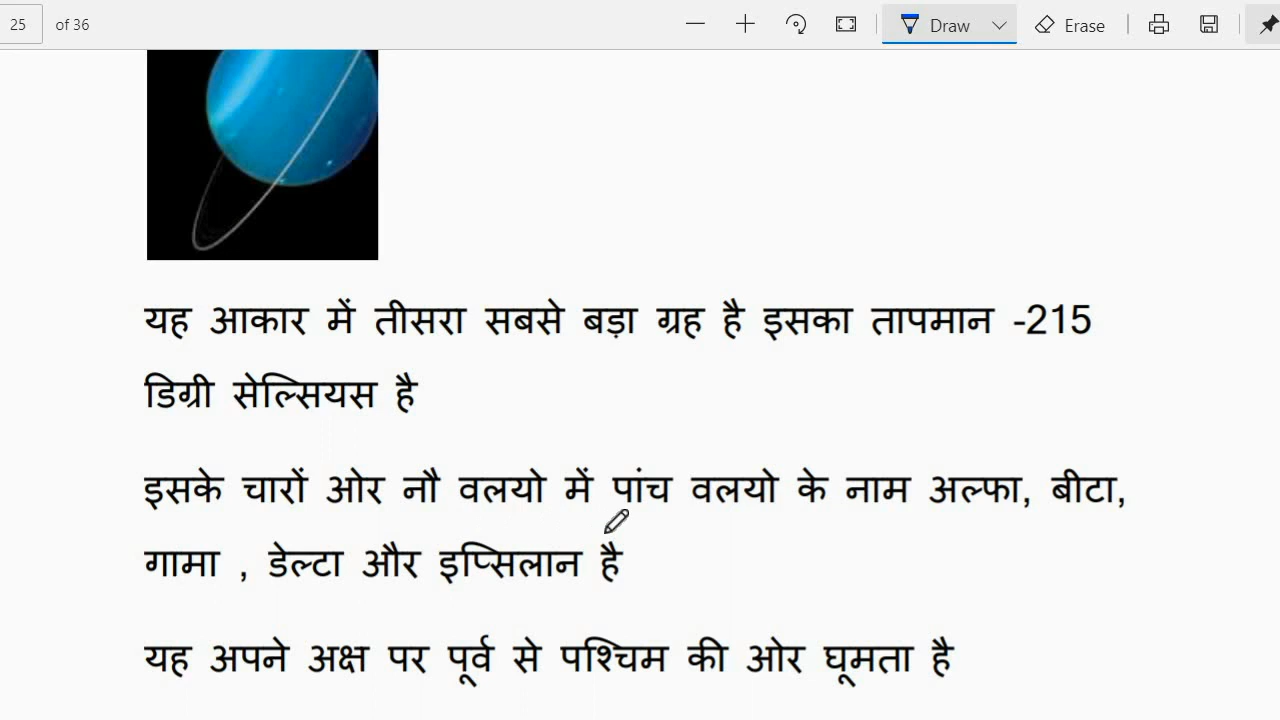 25 of 36 Draw Erase
यह आकार में तीसरा सबसे बड़ा ग्रह है इसका तापमान -215
डिग्री सेल्सियस है
इसके चारों ओर नौ वलयो में पांच वलयो के नाम अल्फा, बीटा,
गामा , डेल्टा और इप्सिलान है
यह अपने अक्ष पर पूर्व से पश्चिम की ओर घूमता है